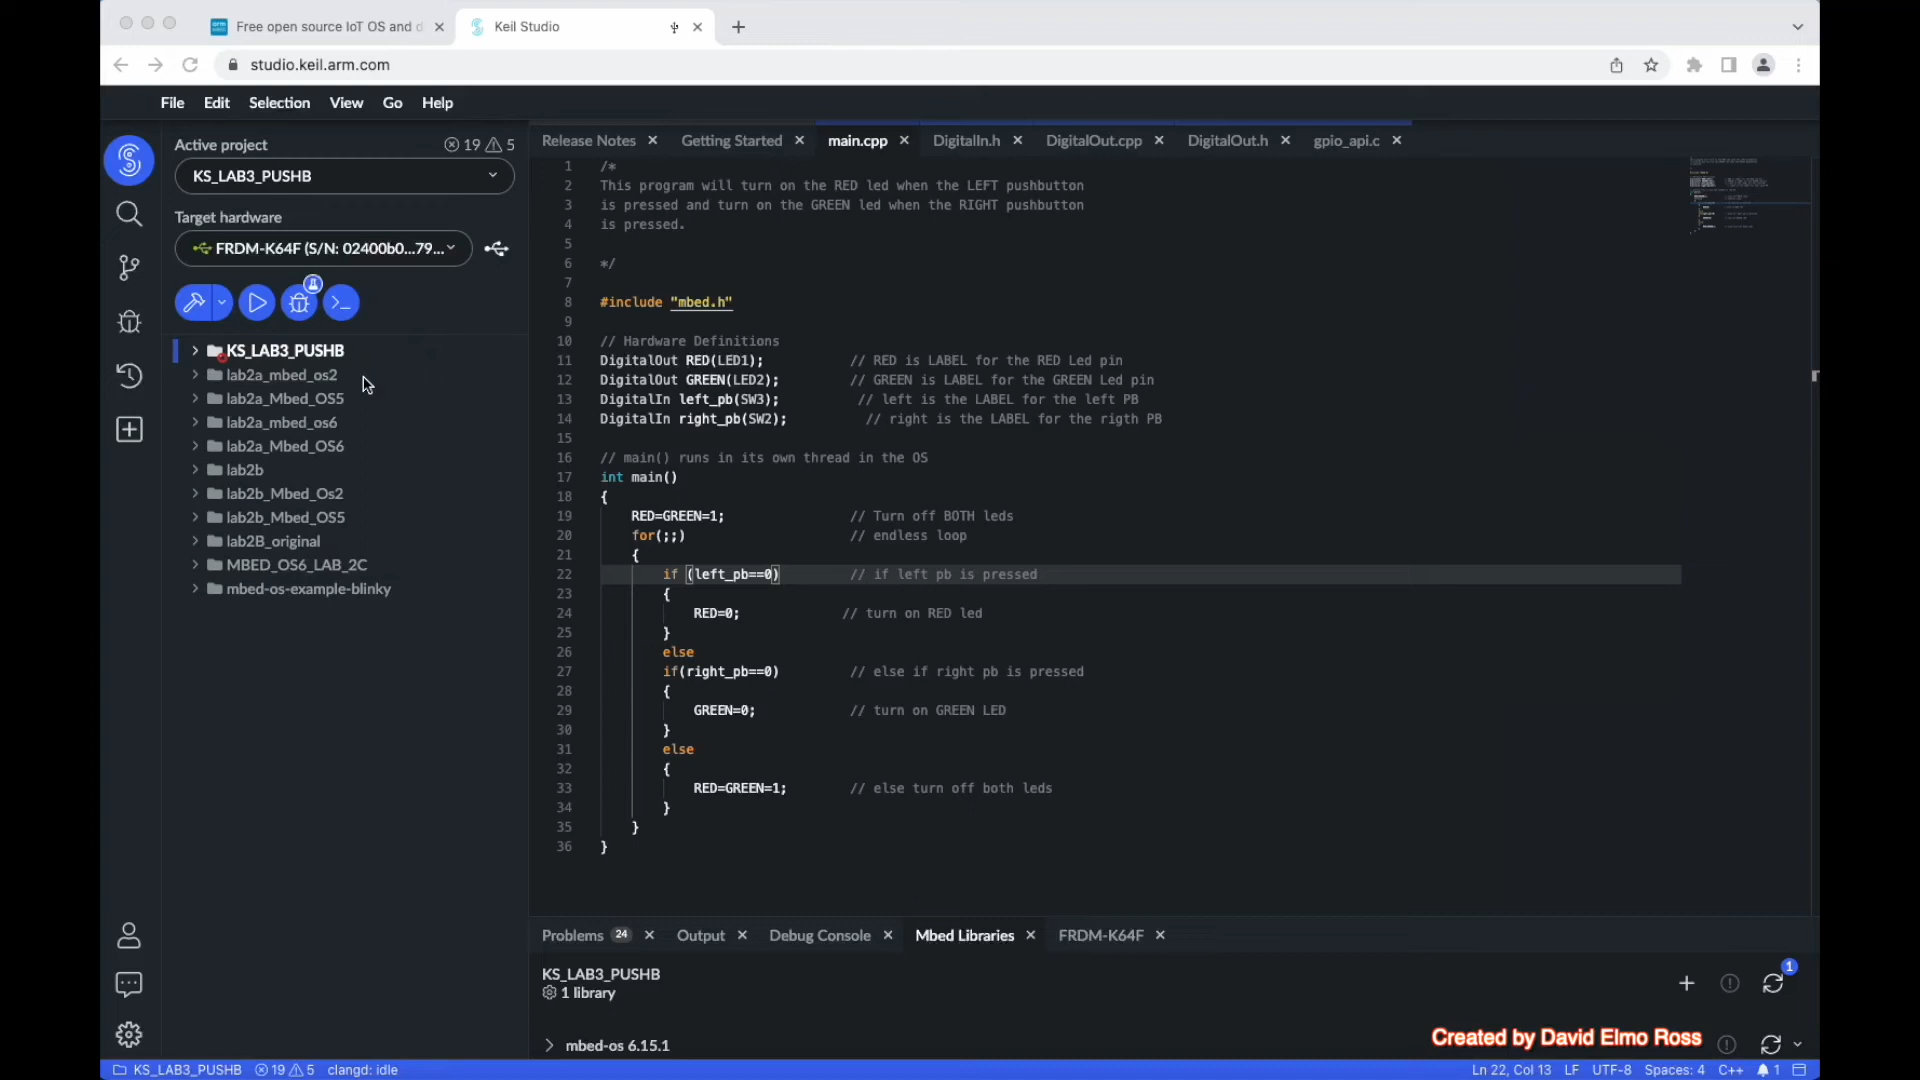 Free open source IoT OS and d
Keil Studio
studio.keil.arm.com
File Edit Selection View Go Help
Active project 19 5
KS_LAB3_PUSHB
Target hardware
FRDM-K64F (S/N: 02400b0...79...
KS_LAB3_PUSHB
lab2a_mbed_os2
lab2a_Mbed_OS5
lab2a_mbed_os6
lab2a_Mbed_OS6
lab2b
lab2b_Mbed_Os2
lab2b_Mbed_OS5
lab2B_original
MBED_OS6_LAB_2C
mbed-os-example-blinky
Release Notes Getting Started main.cpp DigitalIn.h DigitalOut.cpp DigitalOut.h gpio_api.c
1 /*
2 This program will turn on the RED led when the LEFT pushbutton
3 is pressed and turn on the GREEN led when the RIGHT pushbutton
4 is pressed.
5
6 */
7
8 #include "mbed.h"
9
10 // Hardware Definitions
11 DigitalOut RED(LED1); // RED is LABEL for the RED Led pin
12 DigitalOut GREEN(LED2); // GREEN is LABEL for the GREEN Led pin
13 DigitalIn left_pb(SW3); // left is the LABEL for the left PB
14 DigitalIn right_pb(SW2); // right is the LABEL for the rigth PB
15
16 // main() runs in its own thread in the OS
17 int main()
18 {
19 RED=GREEN=1; // Turn off BOTH leds
20 for(;;) // endless loop
21 {
22 if (left_pb==0) // if left pb is pressed
23 {
24 RED=0; // turn on RED led
25 }
26 else
27 if(right_pb==0) // else if right pb is pressed
28 {
29 GREEN=0; // turn on GREEN LED
30 }
31 else
32 {
33 RED=GREEN=1; // else turn off both leds
34 }
35 }
36 }
Problems 24 Output Debug Console Mbed Libraries FRDM-K64F
KS_LAB3_PUSHB
1 library
1
mbed-os 6.15.1
Created by David Elmo Ross
KS_LAB3_PUSHB 19 5 clangd: idle Ln 22, Col 13 LF UTF-8 Spaces: 4 C++ 1